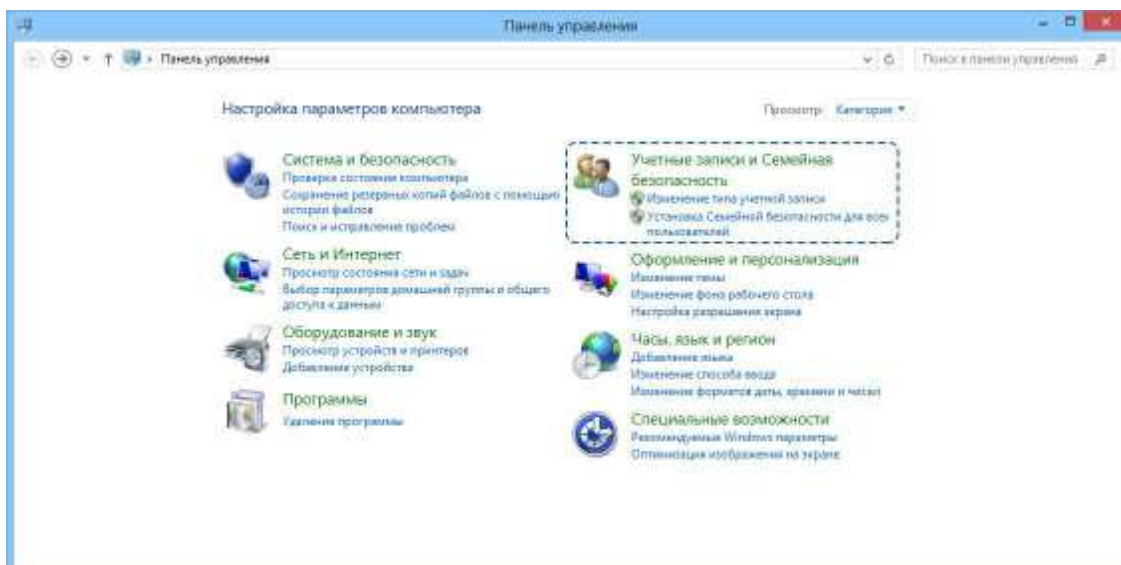 Панель управления
Панель управления
Поиск в панели управления
Настройка параметров компьютера
Просмотр: Категория
Система и безопасность
Проверка состояния компьютера
Сохранение резервных копий файлов с помощью
истории файлов
Поиск и исправление проблем
Сеть и Интернет
Просмотр состояния сети и задач
Выбор параметров домашней группы и общего
доступа к данным
Оборудование и звук
Просмотр устройств и принтеров
Добавление устройства
Программы
Удаление программы
Учетные записи и Семейная
безопасность
Изменение типа учетной записи
Установка Семейной безопасности для всех
пользователей
Оформление и персонализация
Изменение темы
Изменение фона рабочего стола
Настройка разрешения экрана
Часы, язык и регион
Добавление языка
Изменение способа ввода
Изменение форматов даты, времени и чисел
Специальные возможности
Рекомендуемые Windows параметры
Оптимизация изображения на экране